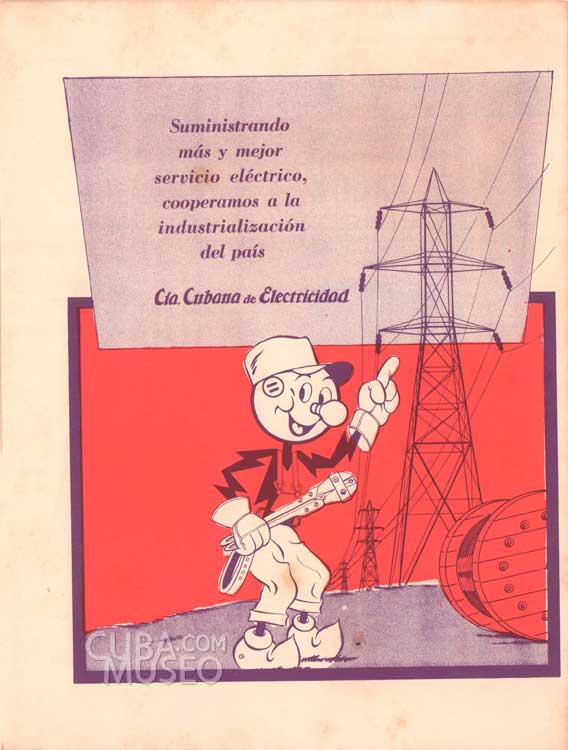 Suministrando
más y mejor
servicio eléctrico,
cooperamos a la
industrialización
del país
Cía. Cubana de Electricidad
CUBA.COM
MUSEO